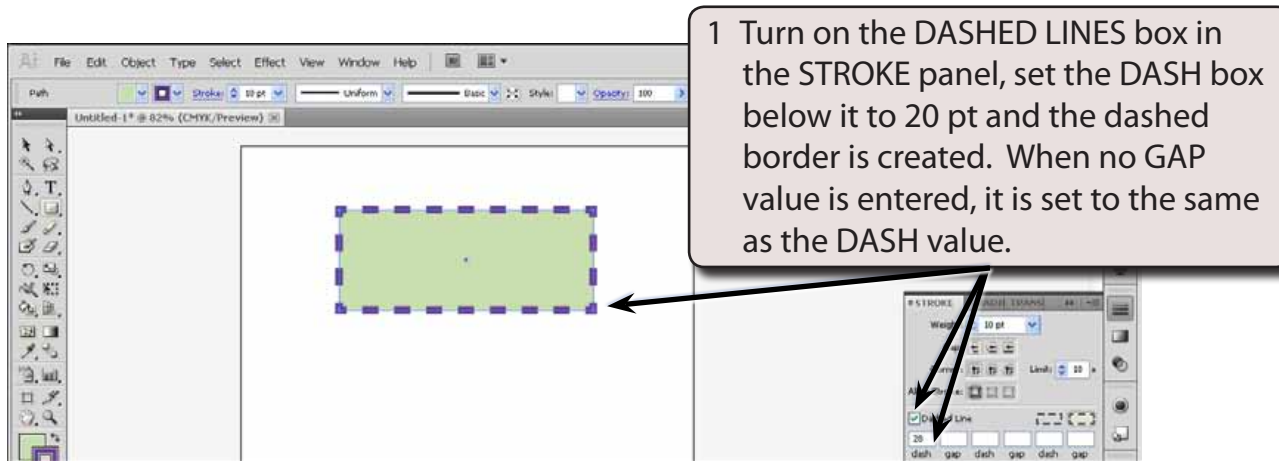 1 Turn on the DASHED LINES box in
the STROKE panel, set the DASH box
below it to 20 pt and the dashed
border is created. When no GAP
value is entered, it is set to the same
as the DASH value.
Ai File Edit Object Type Select Effect View Window Help
Path Stroke: 10 pt Uniform Basic Style: Opacity: 100
Untitled-1* @ 82% (CMYK/Preview)
STROKE
10 pt
Limit: 10
Line
20
dash gap dash gap dash gap